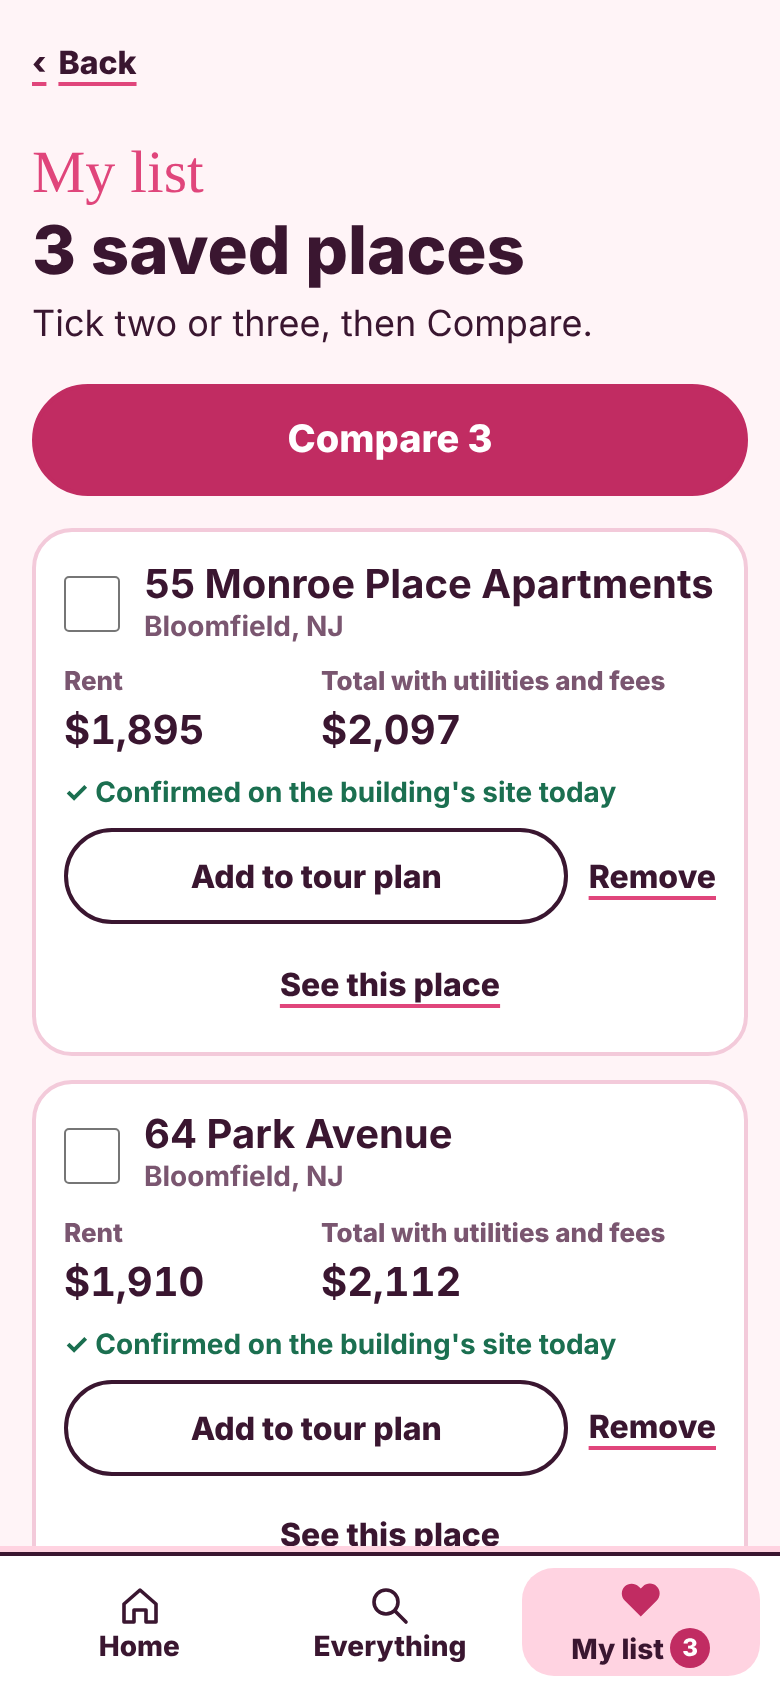 ‹ Back
My list
3 saved places
Tick two or three, then Compare.
Compare 3
55 Monroe Place Apartments
Bloomfield, NJ
Rent
Total with utilities and fees
$1,895
$2,097
✓ Confirmed on the building's site today
Add to tour plan
Remove
See this place
64 Park Avenue
Bloomfield, NJ
Rent
Total with utilities and fees
$1,910
$2,112
✓ Confirmed on the building's site today
Add to tour plan
Remove
See this place
Home
Everything
My list 3